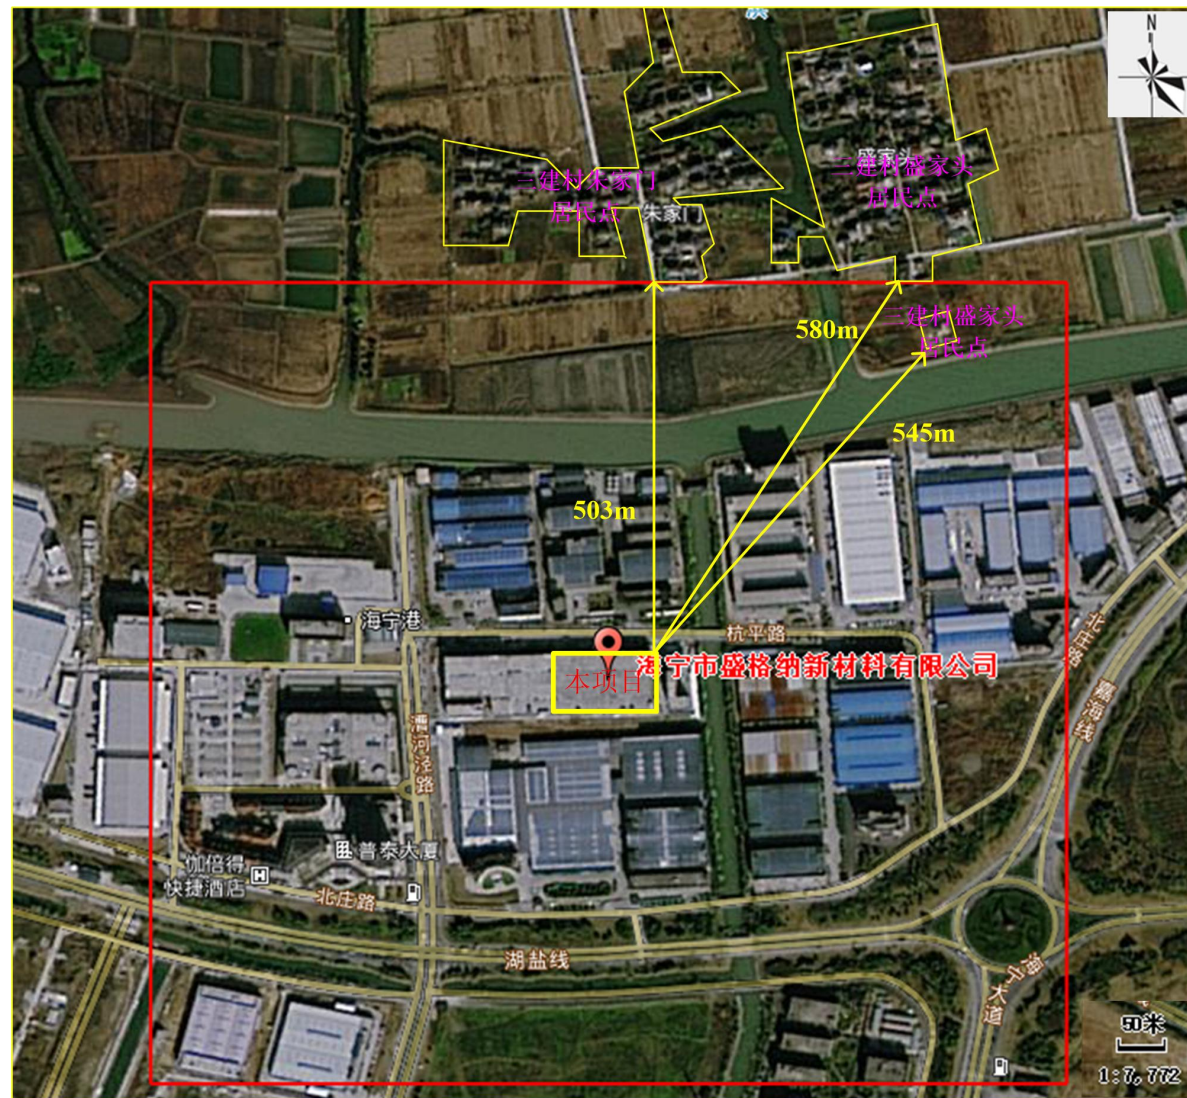 N
盛家头
三建村朱家门
居民点
三建村盛家头
居民点
朱家门
三建村盛家头
居民点
580m
545m
503m
海宁港
杭平路
北庄路
海宁市盛格纳新材料有限公司
本项目
嘉海线
漕河泾路
普泰大厦
伽倍得
快捷酒店
H
北庄路
湖盐线
海宁大道
50米
1:7,772